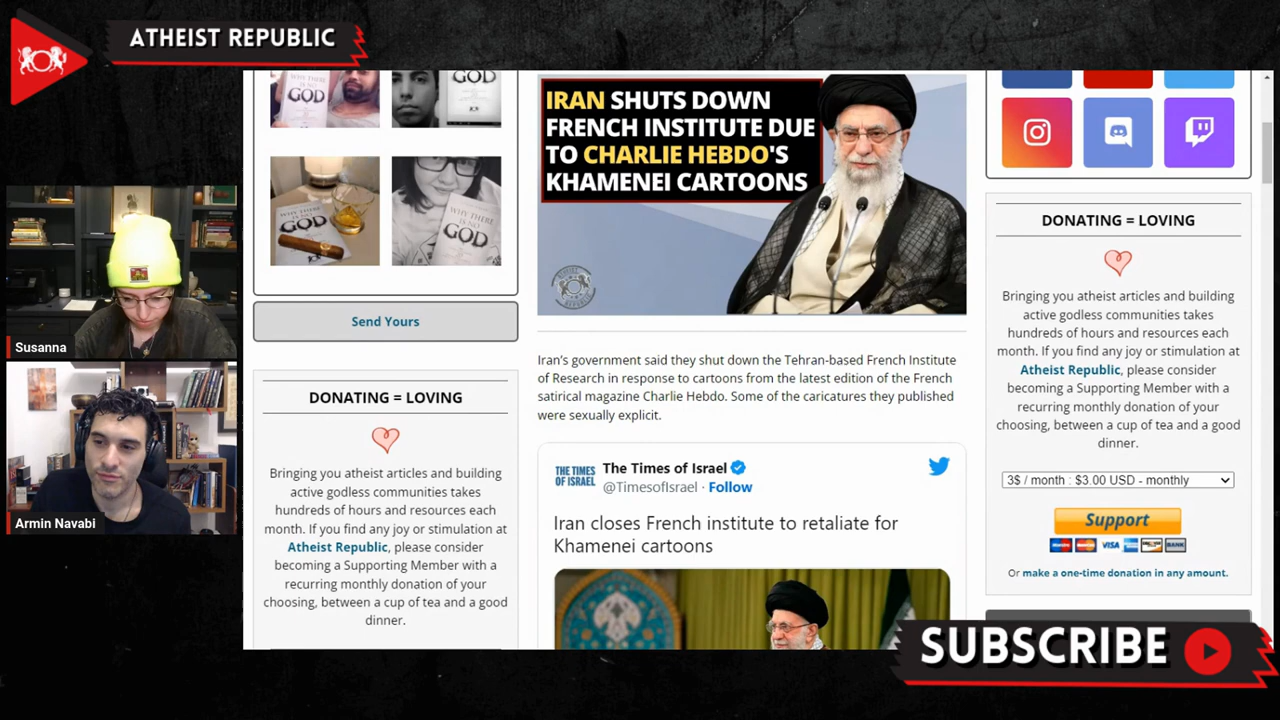 ATHEIST REPUBLIC
Susanna
Armin Navabi
WHY THERE
IS NO
GOD
GOD
GOD
WHY THERE
IS NO
GOD
Send Yours
DONATING = LOVING
Bringing you atheist articles and building
active godless communities takes
hundreds of hours and resources each
month. If you find any joy or stimulation at
Atheist Republic, please consider
becoming a Supporting Member with a
recurring monthly donation of your
choosing, between a cup of tea and a good
dinner.
IRAN SHUTS DOWN
FRENCH INSTITUTE DUE
TO CHARLIE HEBDO'S
KHAMENEI CARTOONS
Iran’s government said they shut down the Tehran-based French Institute
of Research in response to cartoons from the latest edition of the French
satirical magazine Charlie Hebdo. Some of the caricatures they published
were sexually explicit.
THE TIMES
OF ISRAEL
The Times of Israel
@TimesofIsrael · Follow
Iran closes French institute to retaliate for
Khamenei cartoons
DONATING = LOVING
Bringing you atheist articles and building
active godless communities takes
hundreds of hours and resources each
month. If you find any joy or stimulation at
Atheist Republic, please consider
becoming a Supporting Member with a
recurring monthly donation of your
choosing, between a cup of tea and a good
dinner.
3$ / month : $3.00 USD - monthly
Support
VISA
BANK
Or make a one-time donation in any amount.
SUBSCRIBE